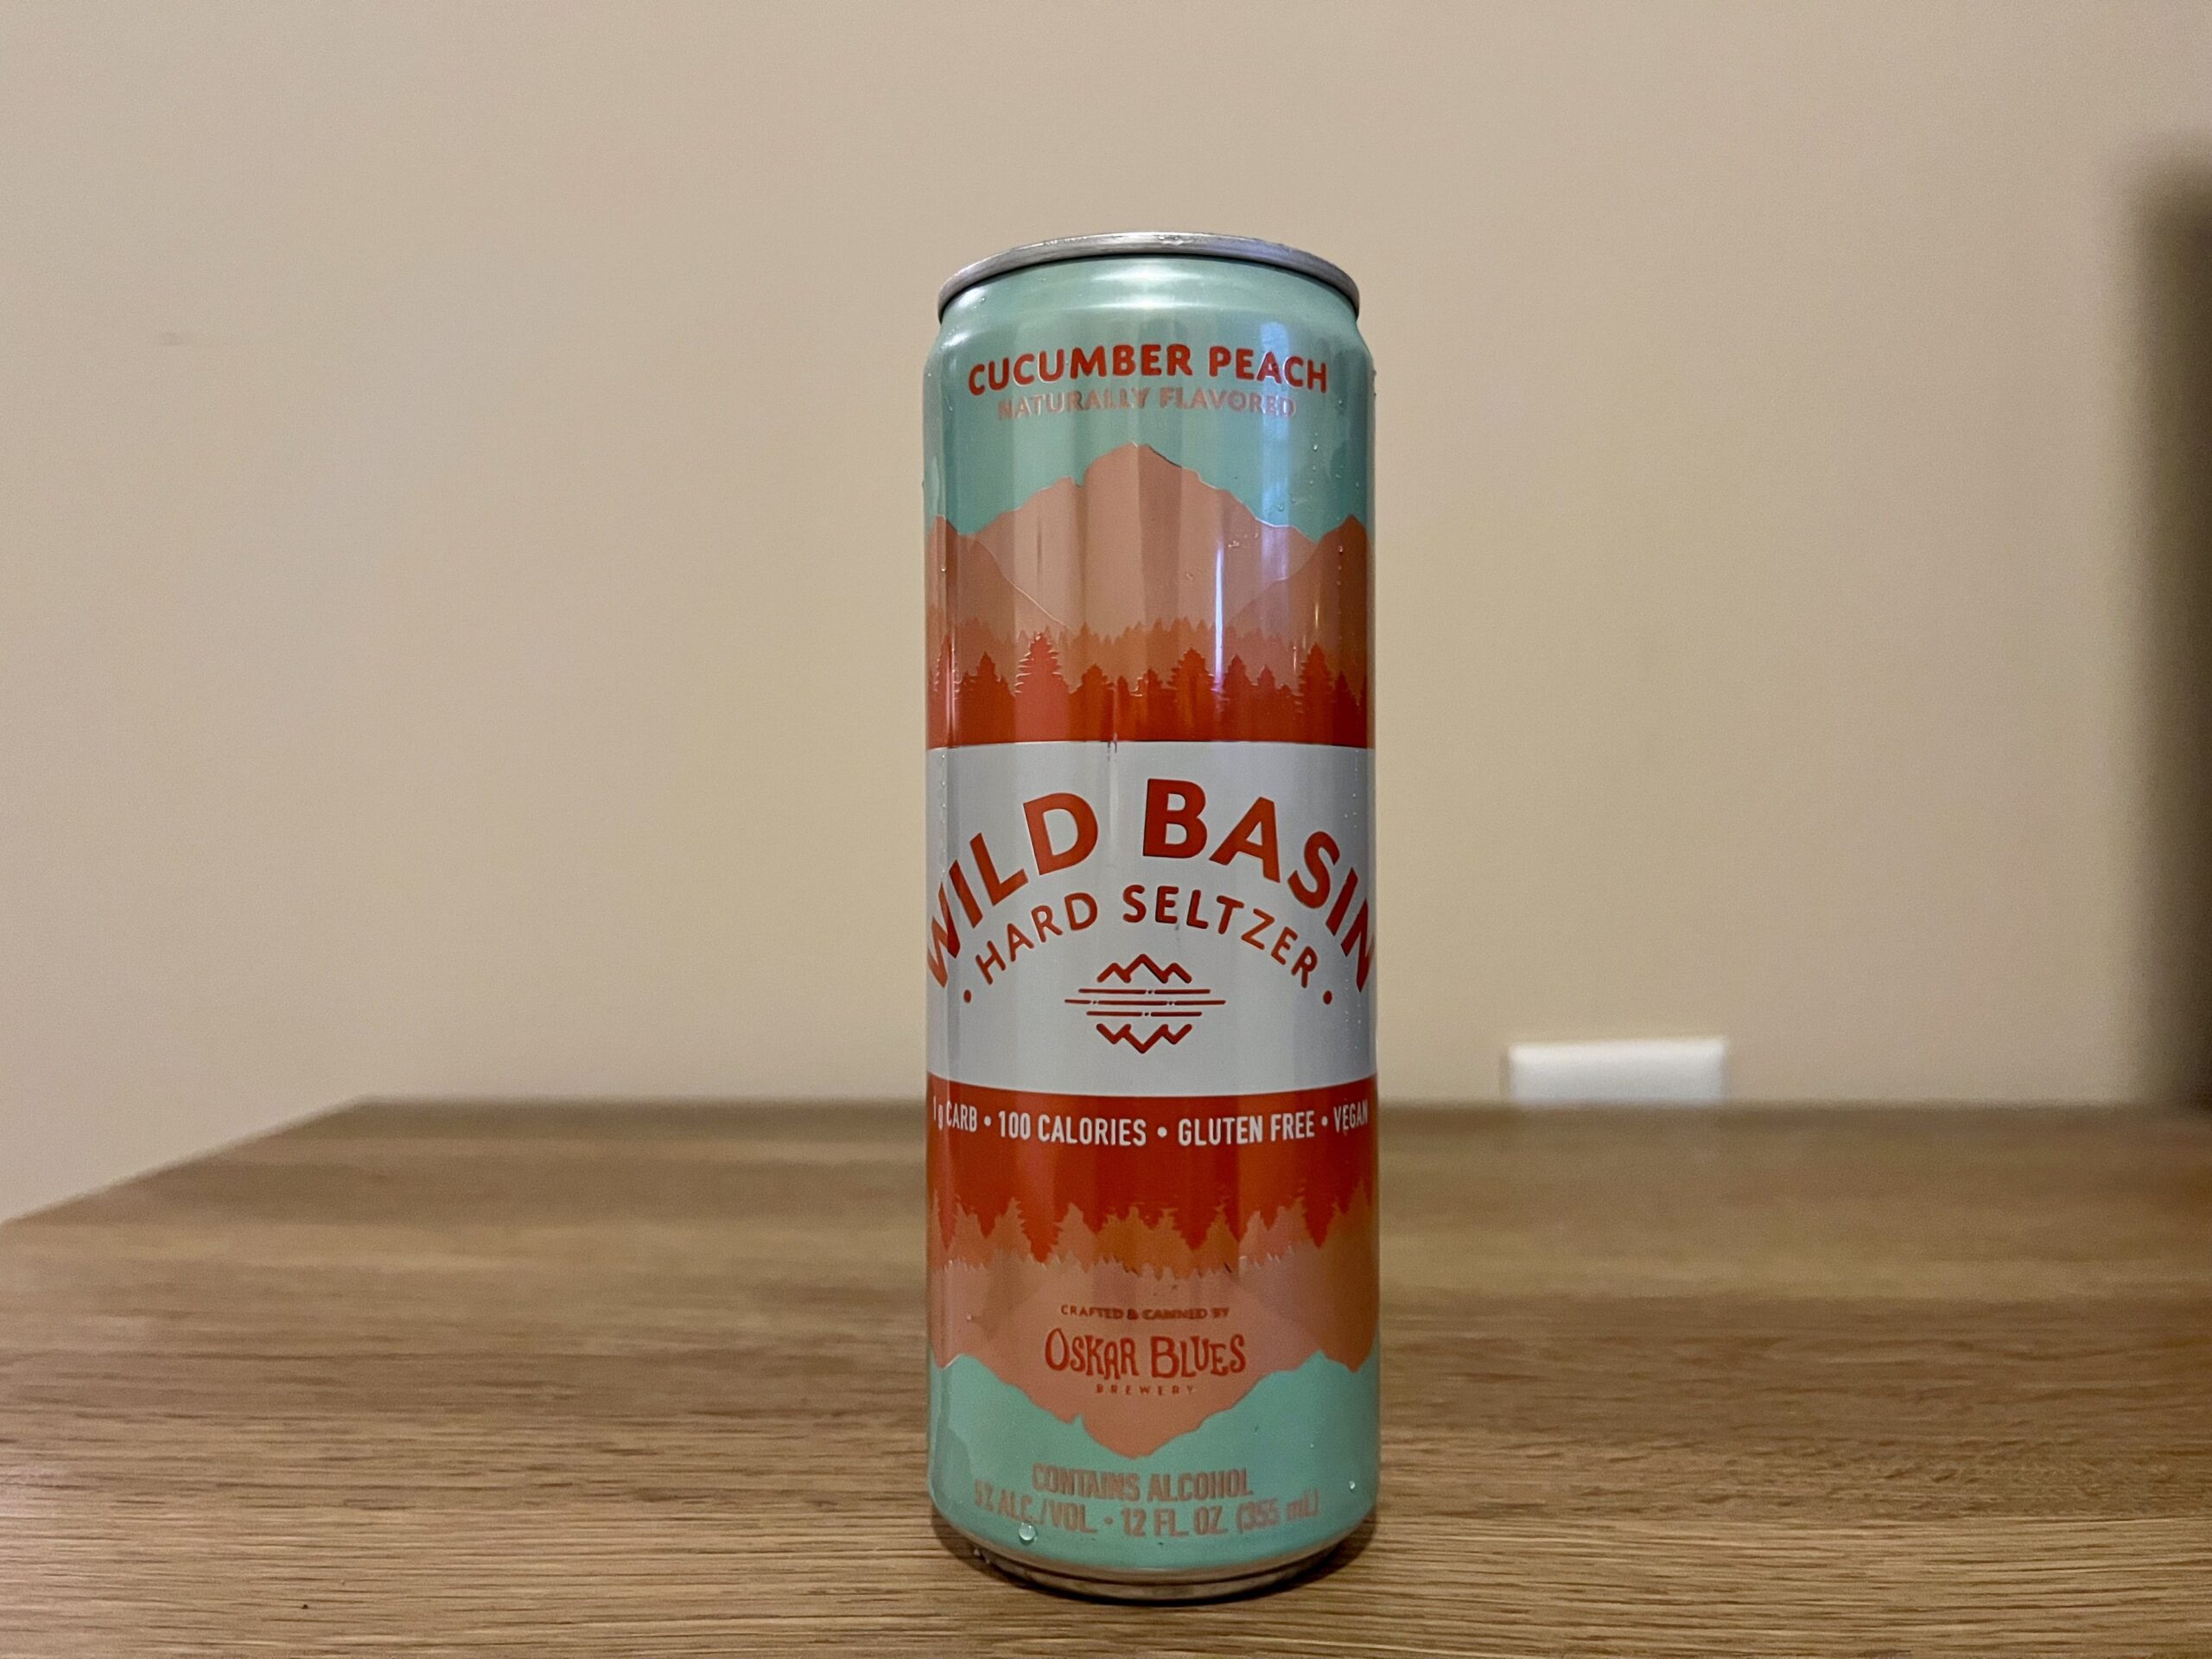 CUCUMBER PEACH
NATURALLY FLAVORED
WILD BASIN
• HARD SELTZER •
1g CARB • 100 CALORIES • GLUTEN FREE • VEGAN
CRAFTED & CANNED BY
OSKAR BLUES
BREWERY
CONTAINS ALCOHOL
5% ALC./VOL. • 12 FL. OZ. (355 mL)